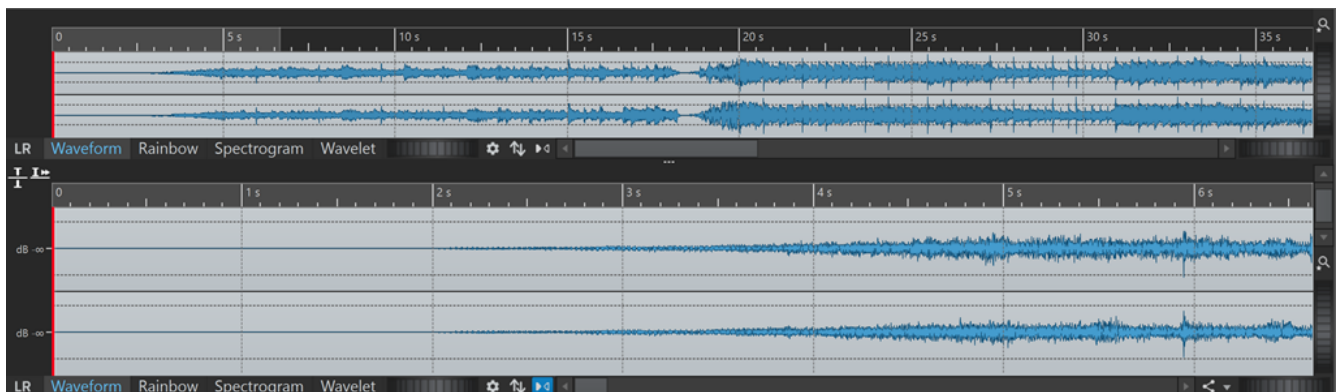 0 5 s 10 s 15 s 20 s 25 s 30 s 35 s
LR Waveform Rainbow Spectrogram Wavelet
0 1 s 2 s 3 s 4 s 5 s 6 s
dB -∞
dB -∞
LR Waveform Rainbow Spectrogram Wavelet